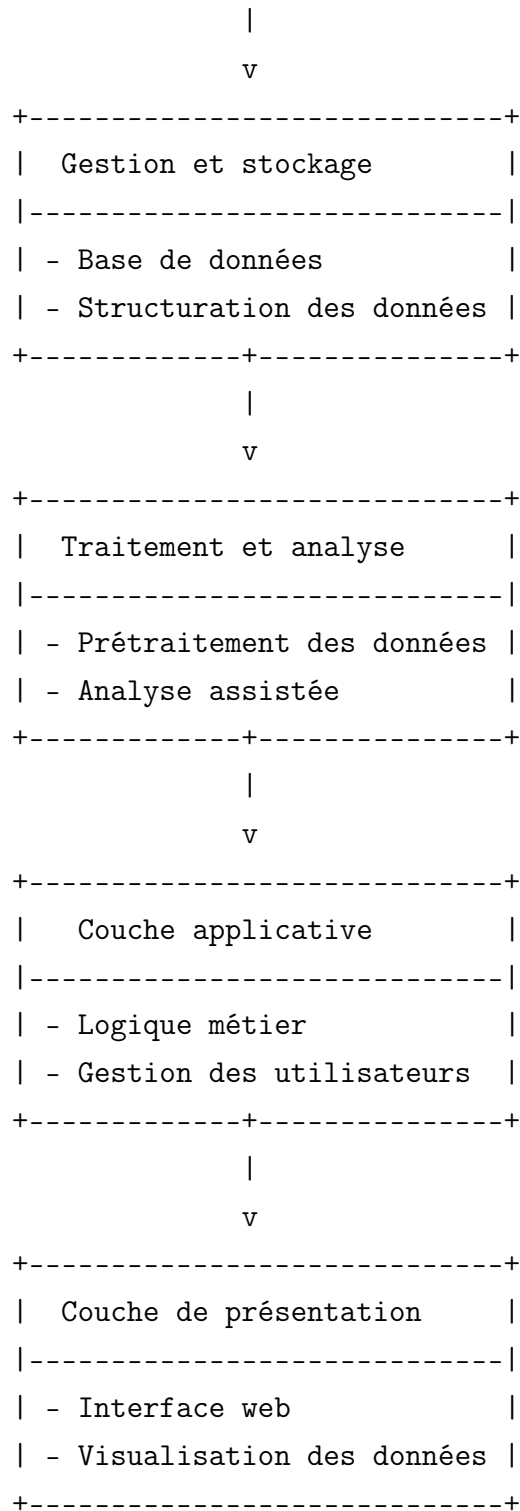 |
v
+-----------------------------+
|  Gestion et stockage        |
|-----------------------------|
| - Base de données           |
| - Structuration des données |
+-------------+---------------+
|
v
+-----------------------------+
|  Traitement et analyse      |
|-----------------------------|
| - Prétraitement des données |
| - Analyse assistée          |
+-------------+---------------+
|
v
+-----------------------------+
|   Couche applicative        |
|-----------------------------|
| - Logique métier            |
| - Gestion des utilisateurs  |
+-------------+---------------+
|
v
+-----------------------------+
|  Couche de présentation     |
|-----------------------------|
| - Interface web             |
| - Visualisation des données |
+-----------------------------+